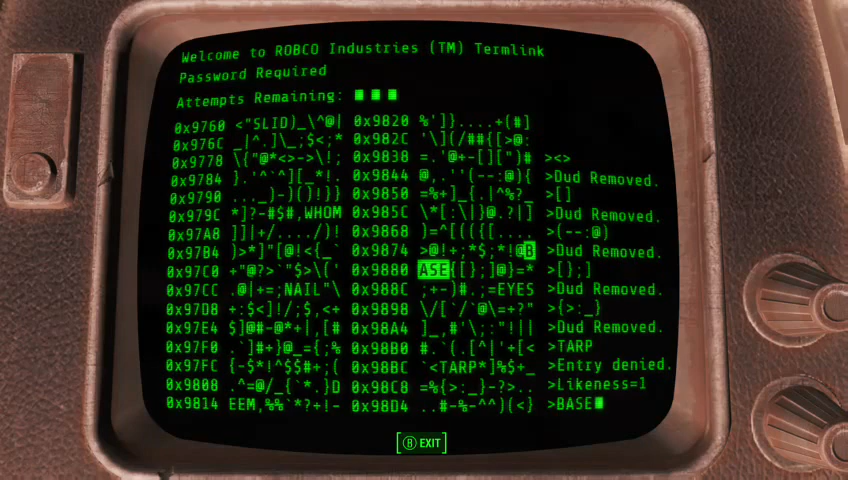 Welcome to ROBCO Industries (TM) Termlink
Password Required
Attempts Remaining: ■ ■ ■
0x9760 <"SLID)_\^@| 0x9820 %']}....+(#]
0x976C _|^.]\_;$<;* 0x982C '\](/##{[>@:
0x9778 \{"@*<>->\!; 0x9838 =.'@+-[][")# ><>
0x9784 }.'^`^][_*!. 0x9844 @,.''(--:@){ >Dud Removed.
0x9790 ..._)-)()!}} 0x9850 =%+]_{.|^%?_ >[]
0x979C *]?-#$#,WHOM 0x985C \*[:\|}@.?|] >Dud Removed.
0x97A8 ]]|+/..../)! 0x9868 )=^[(({[.... >(--:@)
0x97B4 )>*]"[@!<{_` 0x9874 >@!+;*$;*!@B >Dud Removed.
0x97C0 +"@?>`"$>\(' 0x9880 ASE{[};]@}=* >[};]
0x97CC .@|+=;NAIL"\ 0x988C ;+-)#.;=EYES >Dud Removed.
0x97D8 +:$<]!/;$,<+ 0x9898 \/[`/`@\=+?" >{>:_}
0x97E4 $]@#-@*+|,[# 0x98A4 ]_,#'\;:"!|| >Dud Removed.
0x97F0 .`]#+}@_={;% 0x98B0 #.`(.[^|'+[< >TARP
0x97FC {-$*!^$$#+;( 0x98BC `<TARP*]%$+_ >Entry denied.
0x9808 .^=@/_{`*.}D 0x98C8 =%{>:_}-?>.. >Likeness=1
0x9814 EEM,%%`*?+!- 0x98D4 ..#-%-^^)(<} >BASE■
(B) EXIT